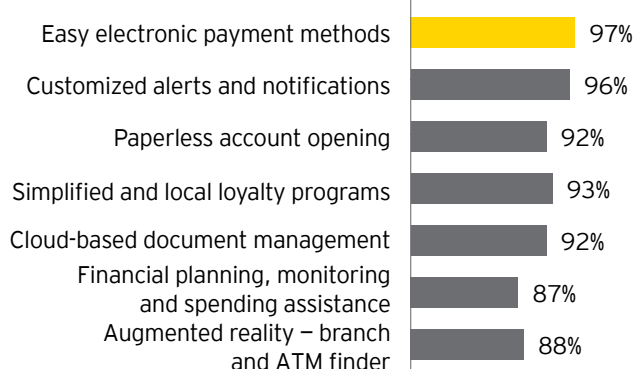 Easy electronic payment methods 97%
Customized alerts and notifications 96%
Paperless account opening 92%
Simplified and local loyalty programs 93%
Cloud-based document management 92%
Financial planning, monitoring
and spending assistance 87%
Augmented reality – branch
and ATM finder 88%